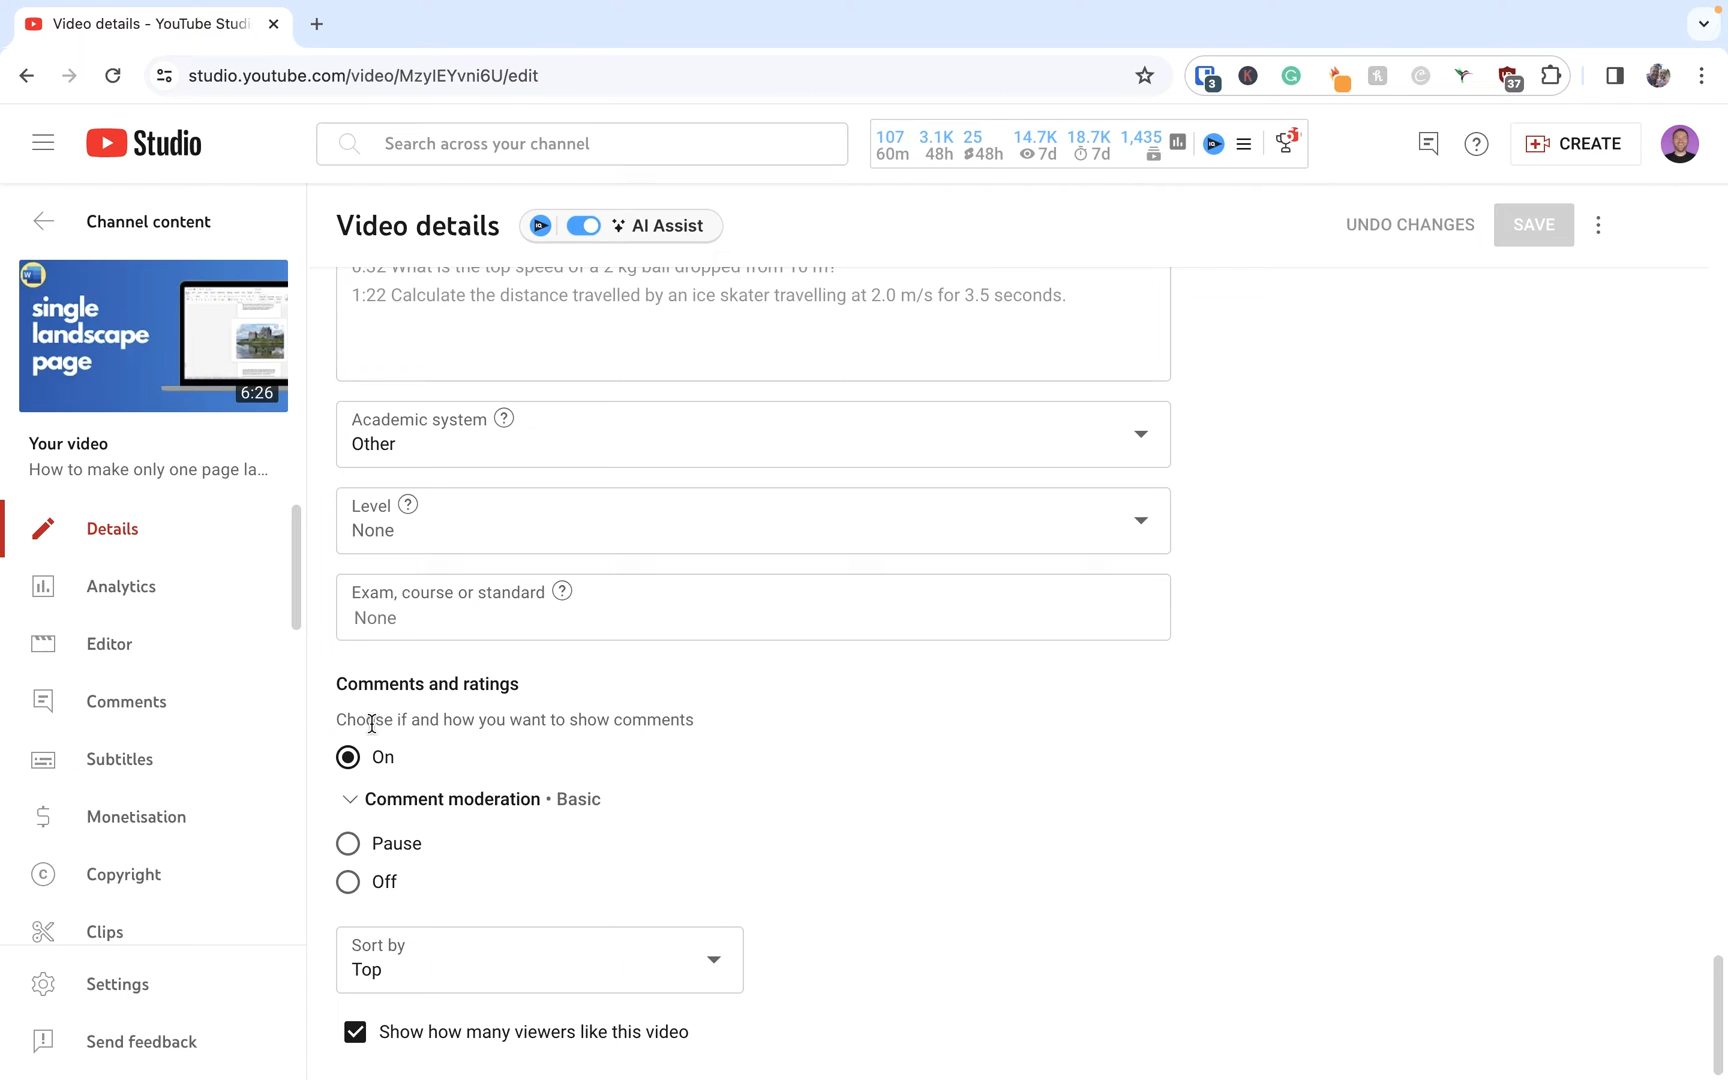 Video details - YouTube Studi
studio.youtube.com/video/MzylEYvni6U/edit
3
37
Studio
Search across your channel
107 3.1K 25 14.7K 18.7K 1,435
60m 48h 48h 7d 7d
CREATE
Channel content
Video details
AI Assist
UNDO CHANGES
SAVE
single
landscape
page
6:26
Your video
How to make only one page la...
Details
Analytics
Editor
Comments
Subtitles
Monetisation
Copyright
Clips
Settings
Send feedback
0:52 What is the top speed of a 2 kg ball dropped from 10 m?
1:22 Calculate the distance travelled by an ice skater travelling at 2.0 m/s for 3.5 seconds.
Academic system ?
Other
Level ?
None
Exam, course or standard ?
None
Comments and ratings
Choose if and how you want to show comments
On
Comment moderation • Basic
Pause
Off
Sort by
Top
Show how many viewers like this video